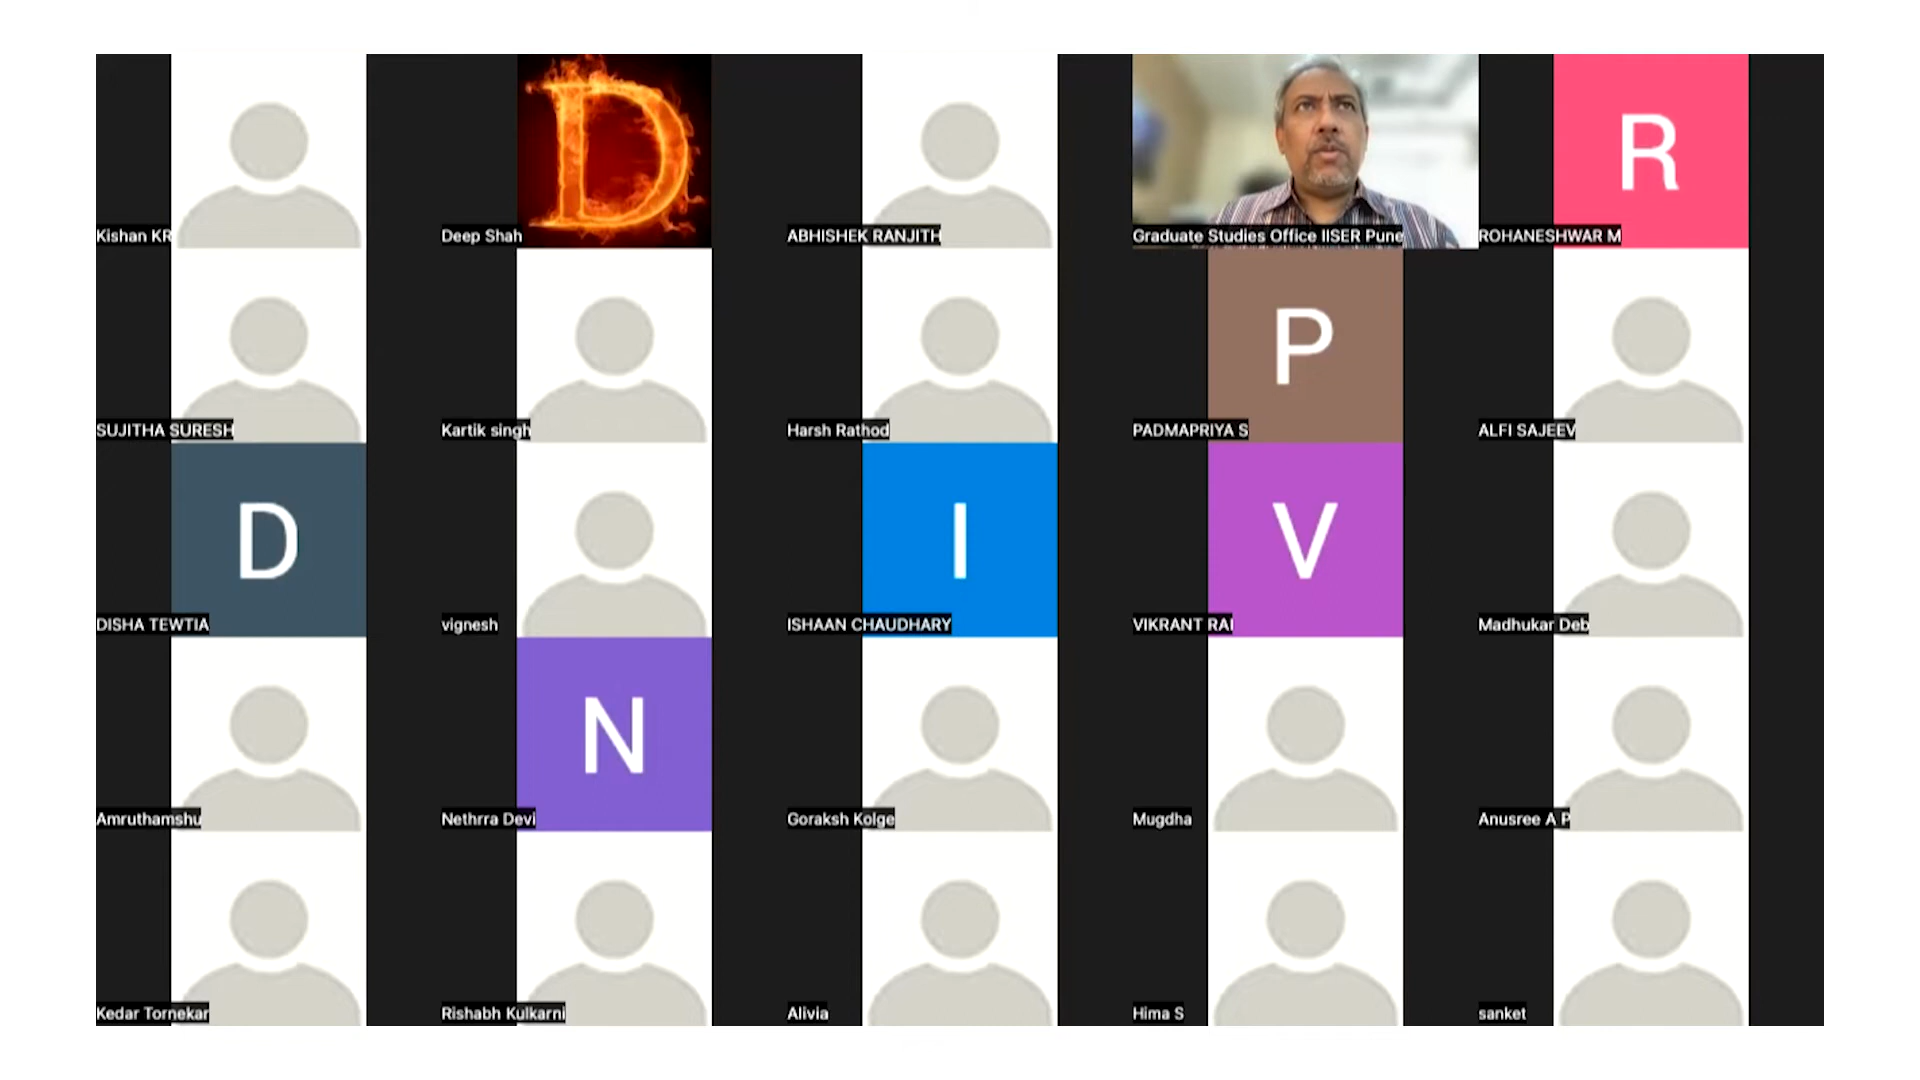 D
R
Kishan KR
Deep Shah
ABHISHEK RANJITH
Graduate Studies Office IISER Pune
ROHANESHWAR M
P
SUJITHA SURESH
Kartik singh
Harsh Rathod
PADMAPRIYA S
ALFI SAJEEV
D
I
V
DISHA TEWTIA
vignesh
ISHAAN CHAUDHARY
VIKRANT RAI
Madhukar Deb
N
Amruthamshu
Nethrra Devi
Goraksh Kolge
Mugdha
Anusree A P
Kedar Tornekar
Rishabh Kulkarni
Alivia
Hima S
sanket